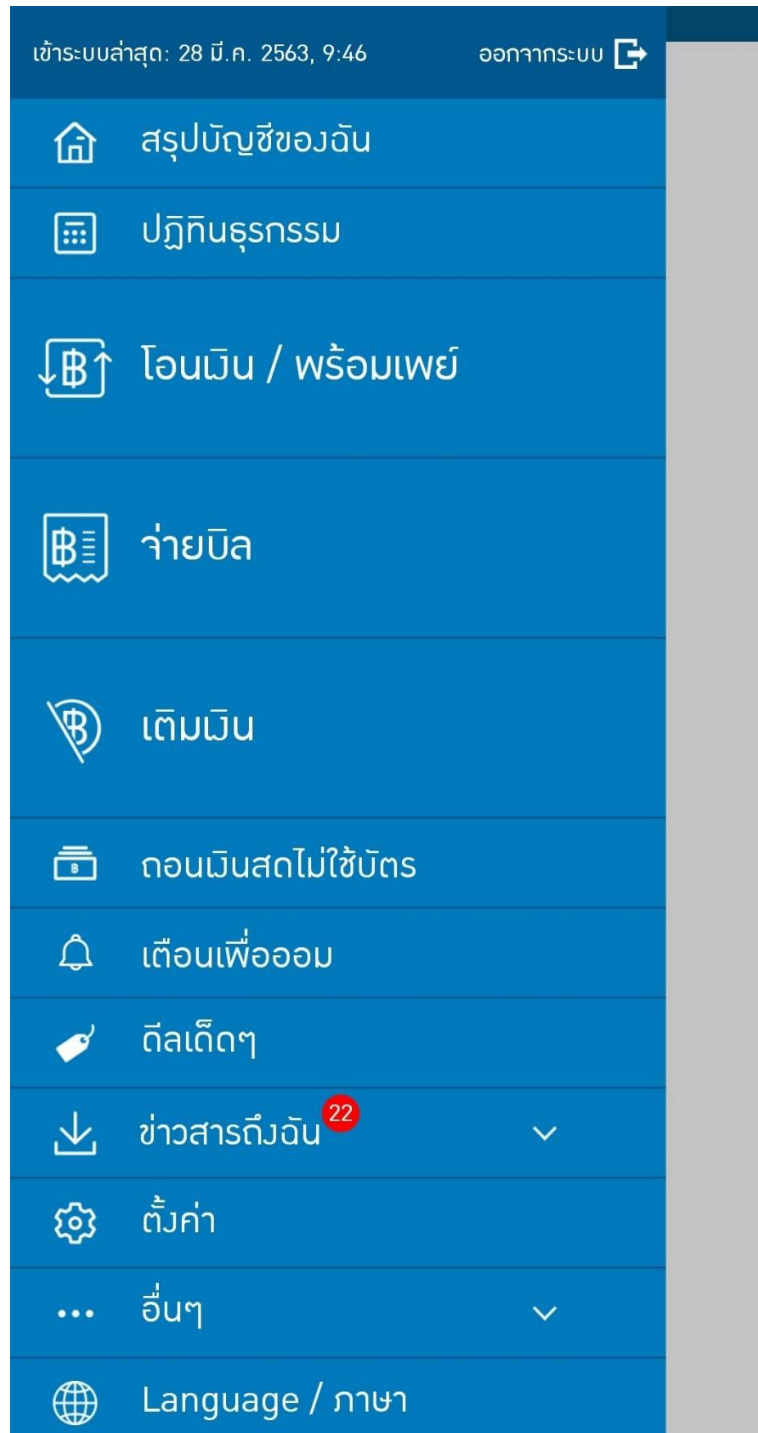 เข้าระบบล่าสุด: 28 มี.ค. 2563, 9:46 ออกจากระบบ
สรุปบัญชีของฉัน
ปฏิทินธุรกรรม
โอนเงิน / พร้อมเพย์
จ่ายบิล
เติมเงิน
ถอนเงินสดไม่ใช้บัตร
เตือนเพื่อออม
ดีลเด็ดๆ
ข่าวสารถึงฉัน 22
ตั้งค่า
อื่นๆ
Language / ภาษา